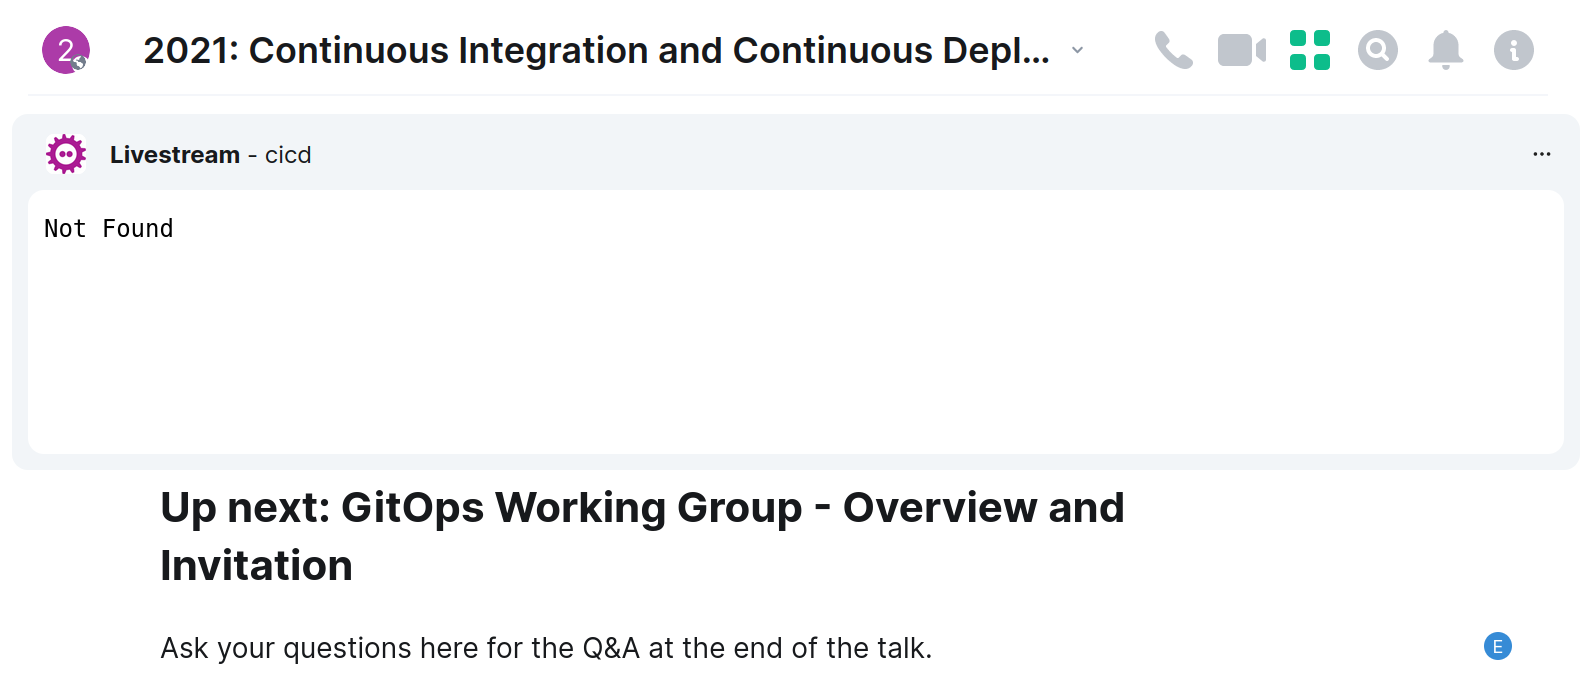 2
2021: Continuous Integration and Continuous Depl...
Livestream - cicd
Not Found
Up next: GitOps Working Group - Overview and
Invitation
Ask your questions here for the Q&A at the end of the talk.
E